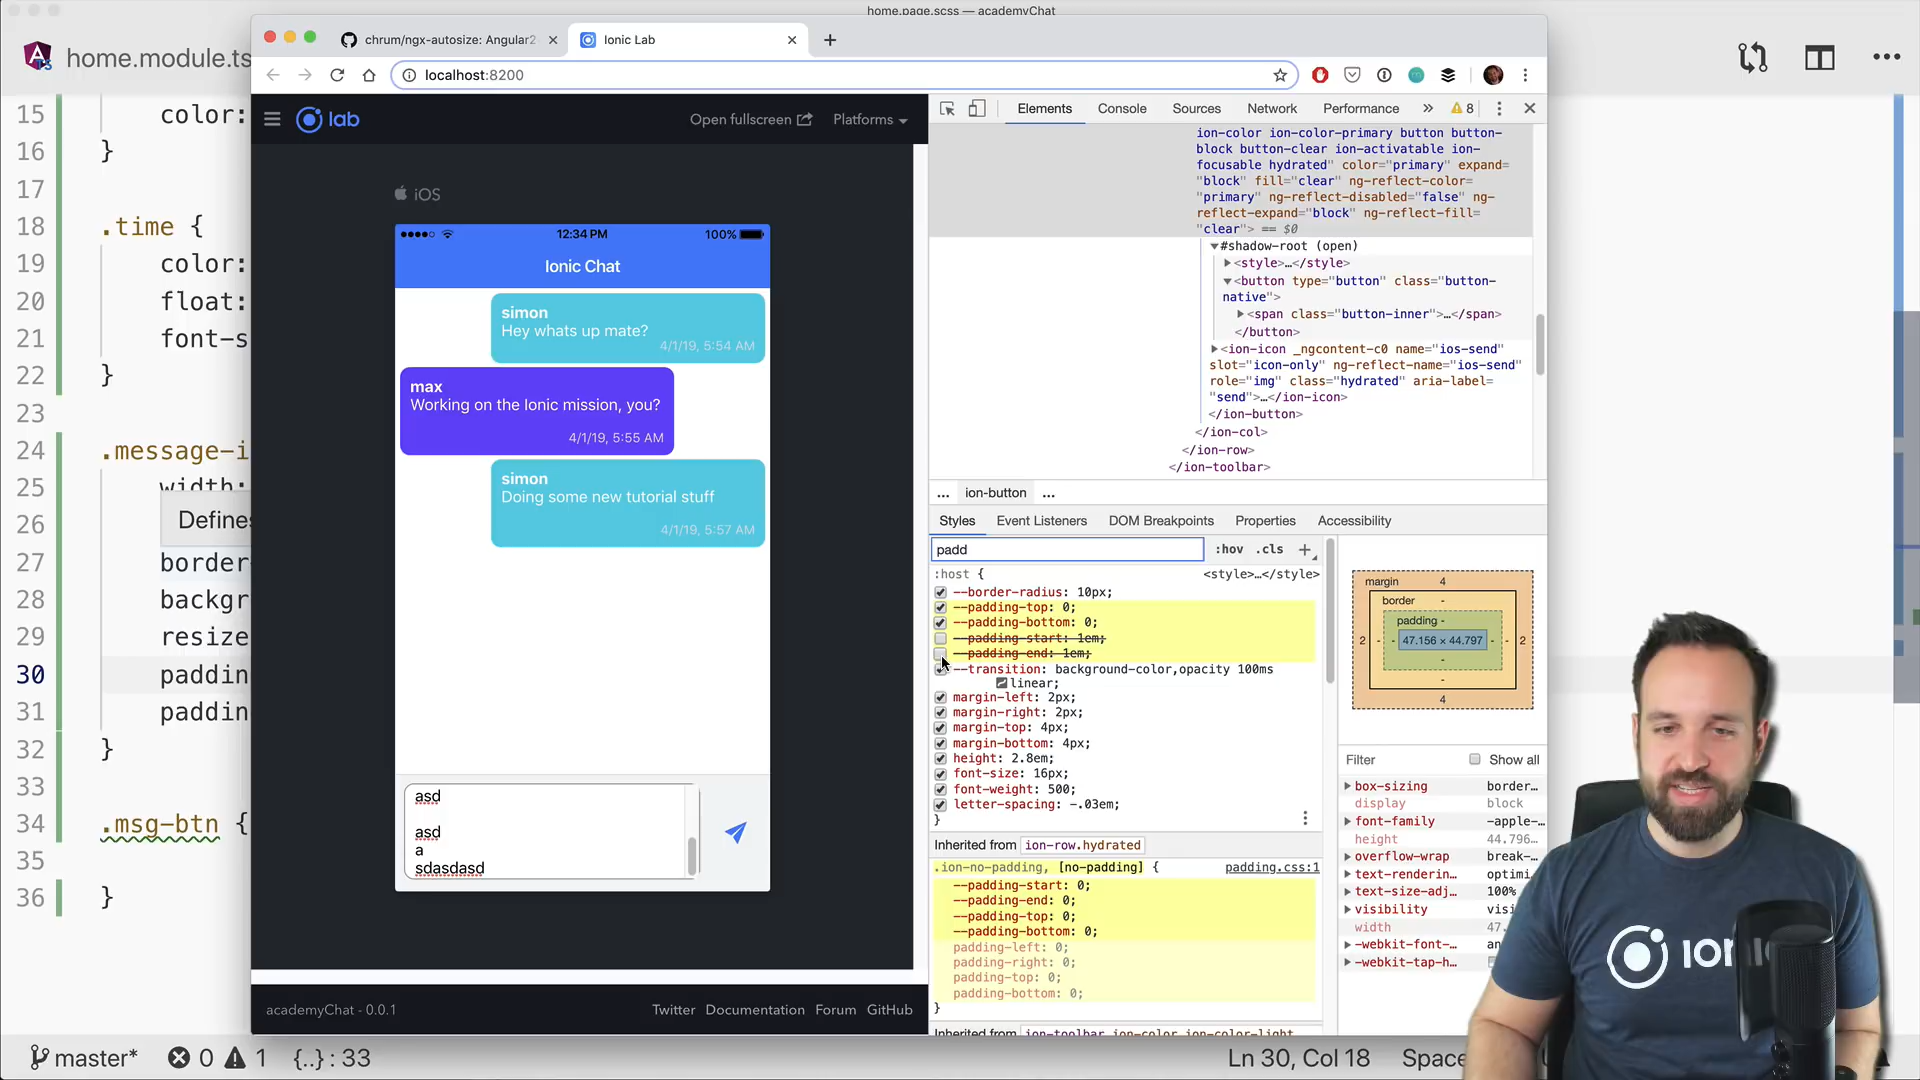 home.page.scss — academyChat
home.module.ts
chrum/ngx-autosize: Angular2
Ionic Lab
localhost:8200
lab
Open fullscreen
Platforms
iOS
12:34 PM
100%
Ionic Chat
simon
Hey whats up mate?
4/1/19, 5:54 AM
max
Working on the Ionic mission, you?
4/1/19, 5:55 AM
simon
Doing some new tutorial stuff
4/1/19, 5:57 AM
asd
asd
a
sdasdasd
academyChat - 0.0.1
Twitter
Documentation
Forum
GitHub
15 color:
16 }
17
18 .time {
19 color:
20 float:
21 font-s
22 }
23
24 .message-i
25 width:
Defines
26
27 border
28 backgr
29 resize
30 paddin
31 paddin
32 }
33
34 .msg-btn {
35
36 }
Elements
Console
Sources
Network
Performance
»
8
ion-color ion-color-primary button button-
block button-clear ion-activatable ion-
focusable hydrated" color="primary" expand=
"block" fill="clear" ng-reflect-color=
"primary" ng-reflect-disabled="false" ng-
reflect-expand="block" ng-reflect-fill=
"clear"> == $0
#shadow-root (open)
<style>…</style>
<button type="button" class="button-
native">
<span class="button-inner">…</span>
</button>
<ion-icon _ngcontent-c0 name="ios-send"
slot="icon-only" ng-reflect-name="ios-send"
role="img" class="hydrated" aria-label=
"send">…</ion-icon>
</ion-button>
</ion-col>
</ion-row>
</ion-toolbar>
... ion-button ...
Styles
Event Listeners
DOM Breakpoints
Properties
Accessibility
padd
:hov .cls +
:host { <style>…</style>
--border-radius: 10px;
--padding-top: 0;
--padding-bottom: 0;
--padding-start: 1em;
--padding-end: 1em;
--transition: background-color,opacity 100ms
linear;
margin-left: 2px;
margin-right: 2px;
margin-top: 4px;
margin-bottom: 4px;
height: 2.8em;
font-size: 16px;
font-weight: 500;
letter-spacing: -.03em;
}
Inherited from ion-row.hydrated
.ion-no-padding, [no-padding] { padding.css:1
--padding-start: 0;
--padding-end: 0;
--padding-top: 0;
--padding-bottom: 0;
padding-left: 0;
padding-right: 0;
padding-top: 0;
padding-bottom: 0;
}
Inherited from ion-toolbar.ion-color.ion-color-light
margin 4
border -
padding -
2 - - 47.156 × 44.797 - - 2
-
-
4
Filter
Show all
box-sizing border…
display block
font-family -apple-…
height 44.796…
overflow-wrap break-…
text-renderin… optimi…
text-size-adj… 100%
visibility visi
width 47.
-webkit-font-… an
-webkit-tap-h…
master*
0
1
{..} : 33
Ln 30, Col 18